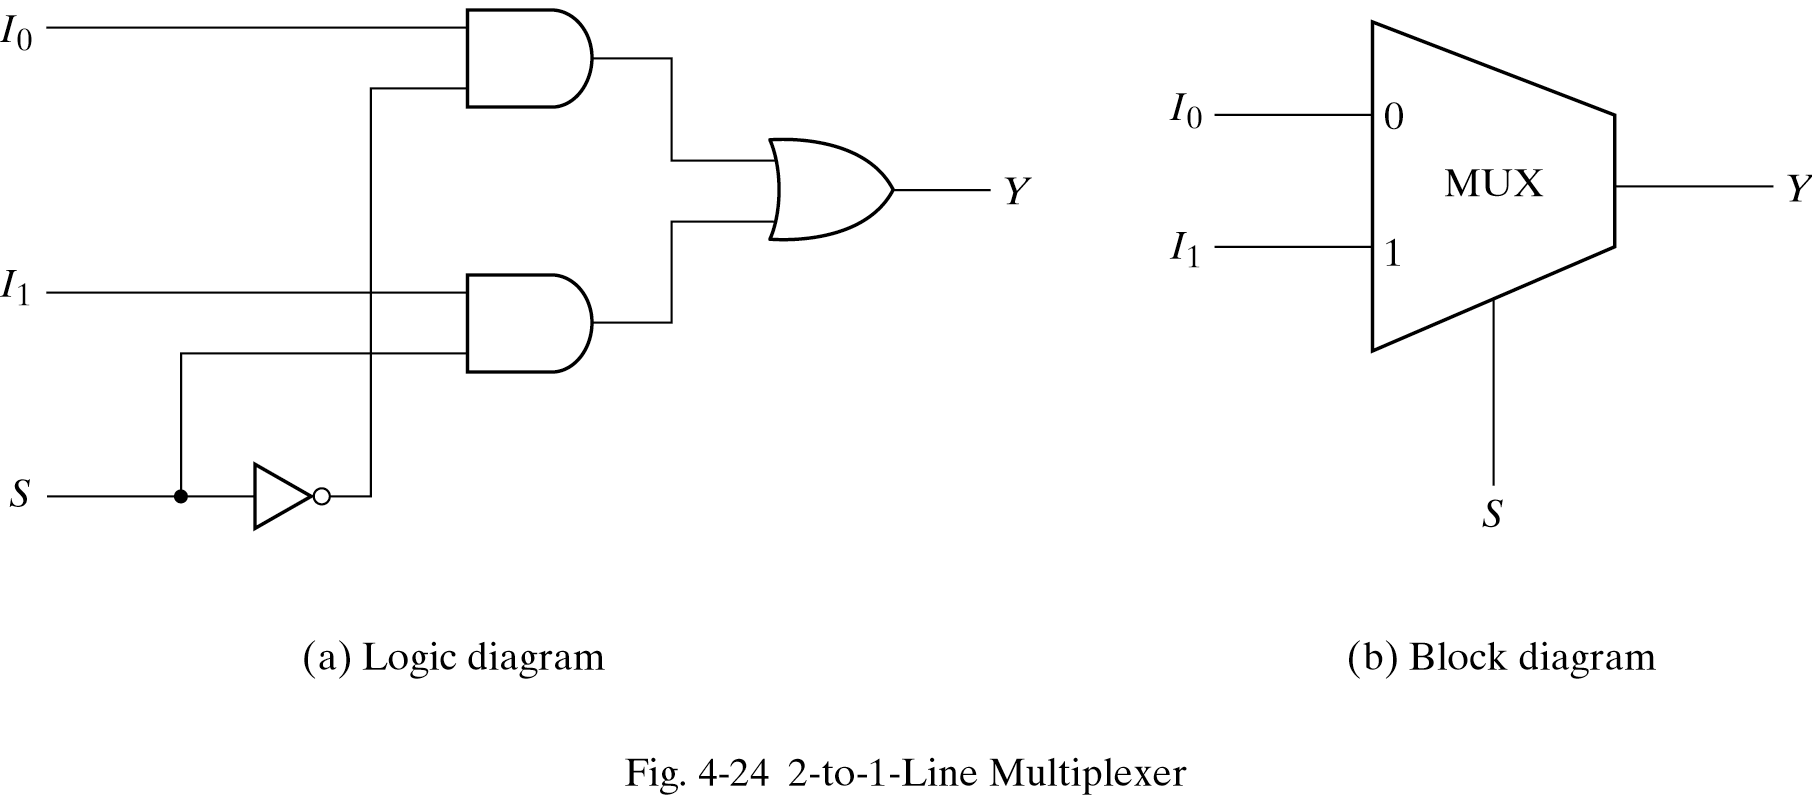 I0
I1
S
Y
I0
I1
0
1
MUX
Y
S
(a) Logic diagram
(b) Block diagram
Fig. 4-24 2-to-1-Line Multiplexer